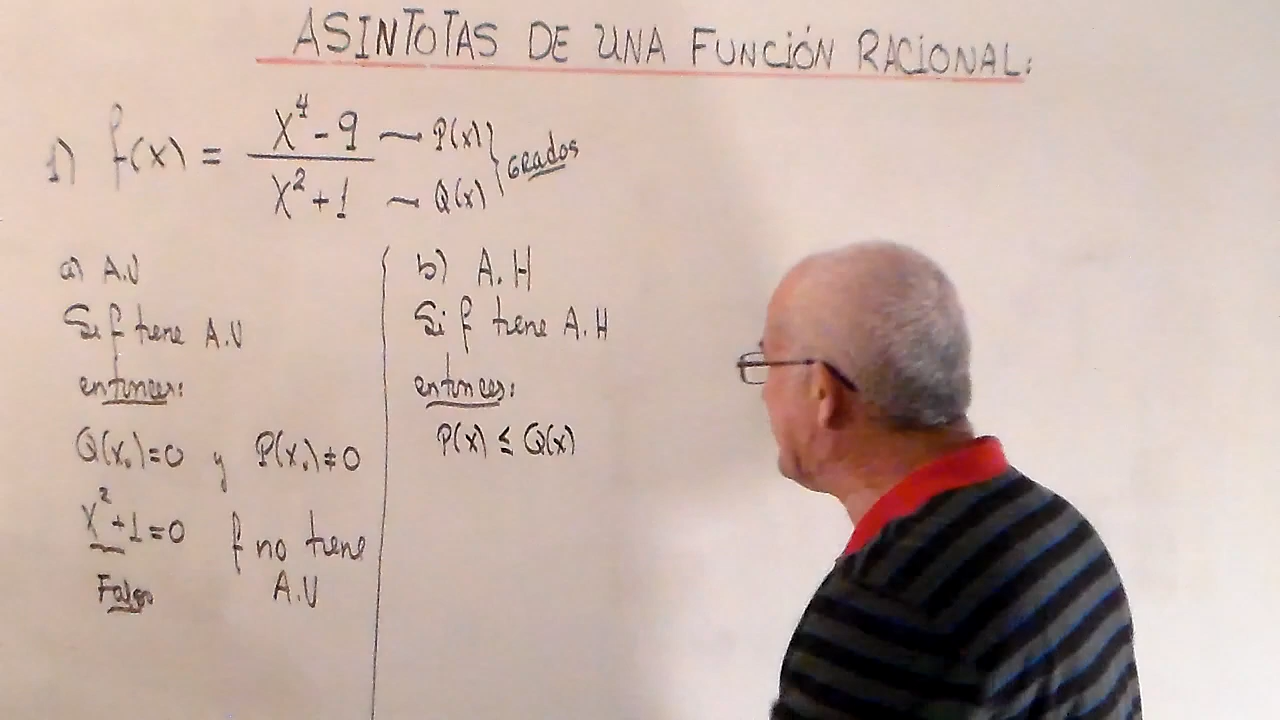 ASINTOTAS DE UNA FUNCIÓN RACIONAL:
1) f(x) = (x⁴ - 9)/(x² + 1) ~ P(x) ~ Q(x) } Grados
a) A.V
Si f tiene A.V
entonces:
Q(x₀)=0 y P(x₀)≠0
x²+1=0 f no tiene
Falso A.V
b) A.H
Si f tiene A.H
entonces:
P(x) ≤ Q(x)